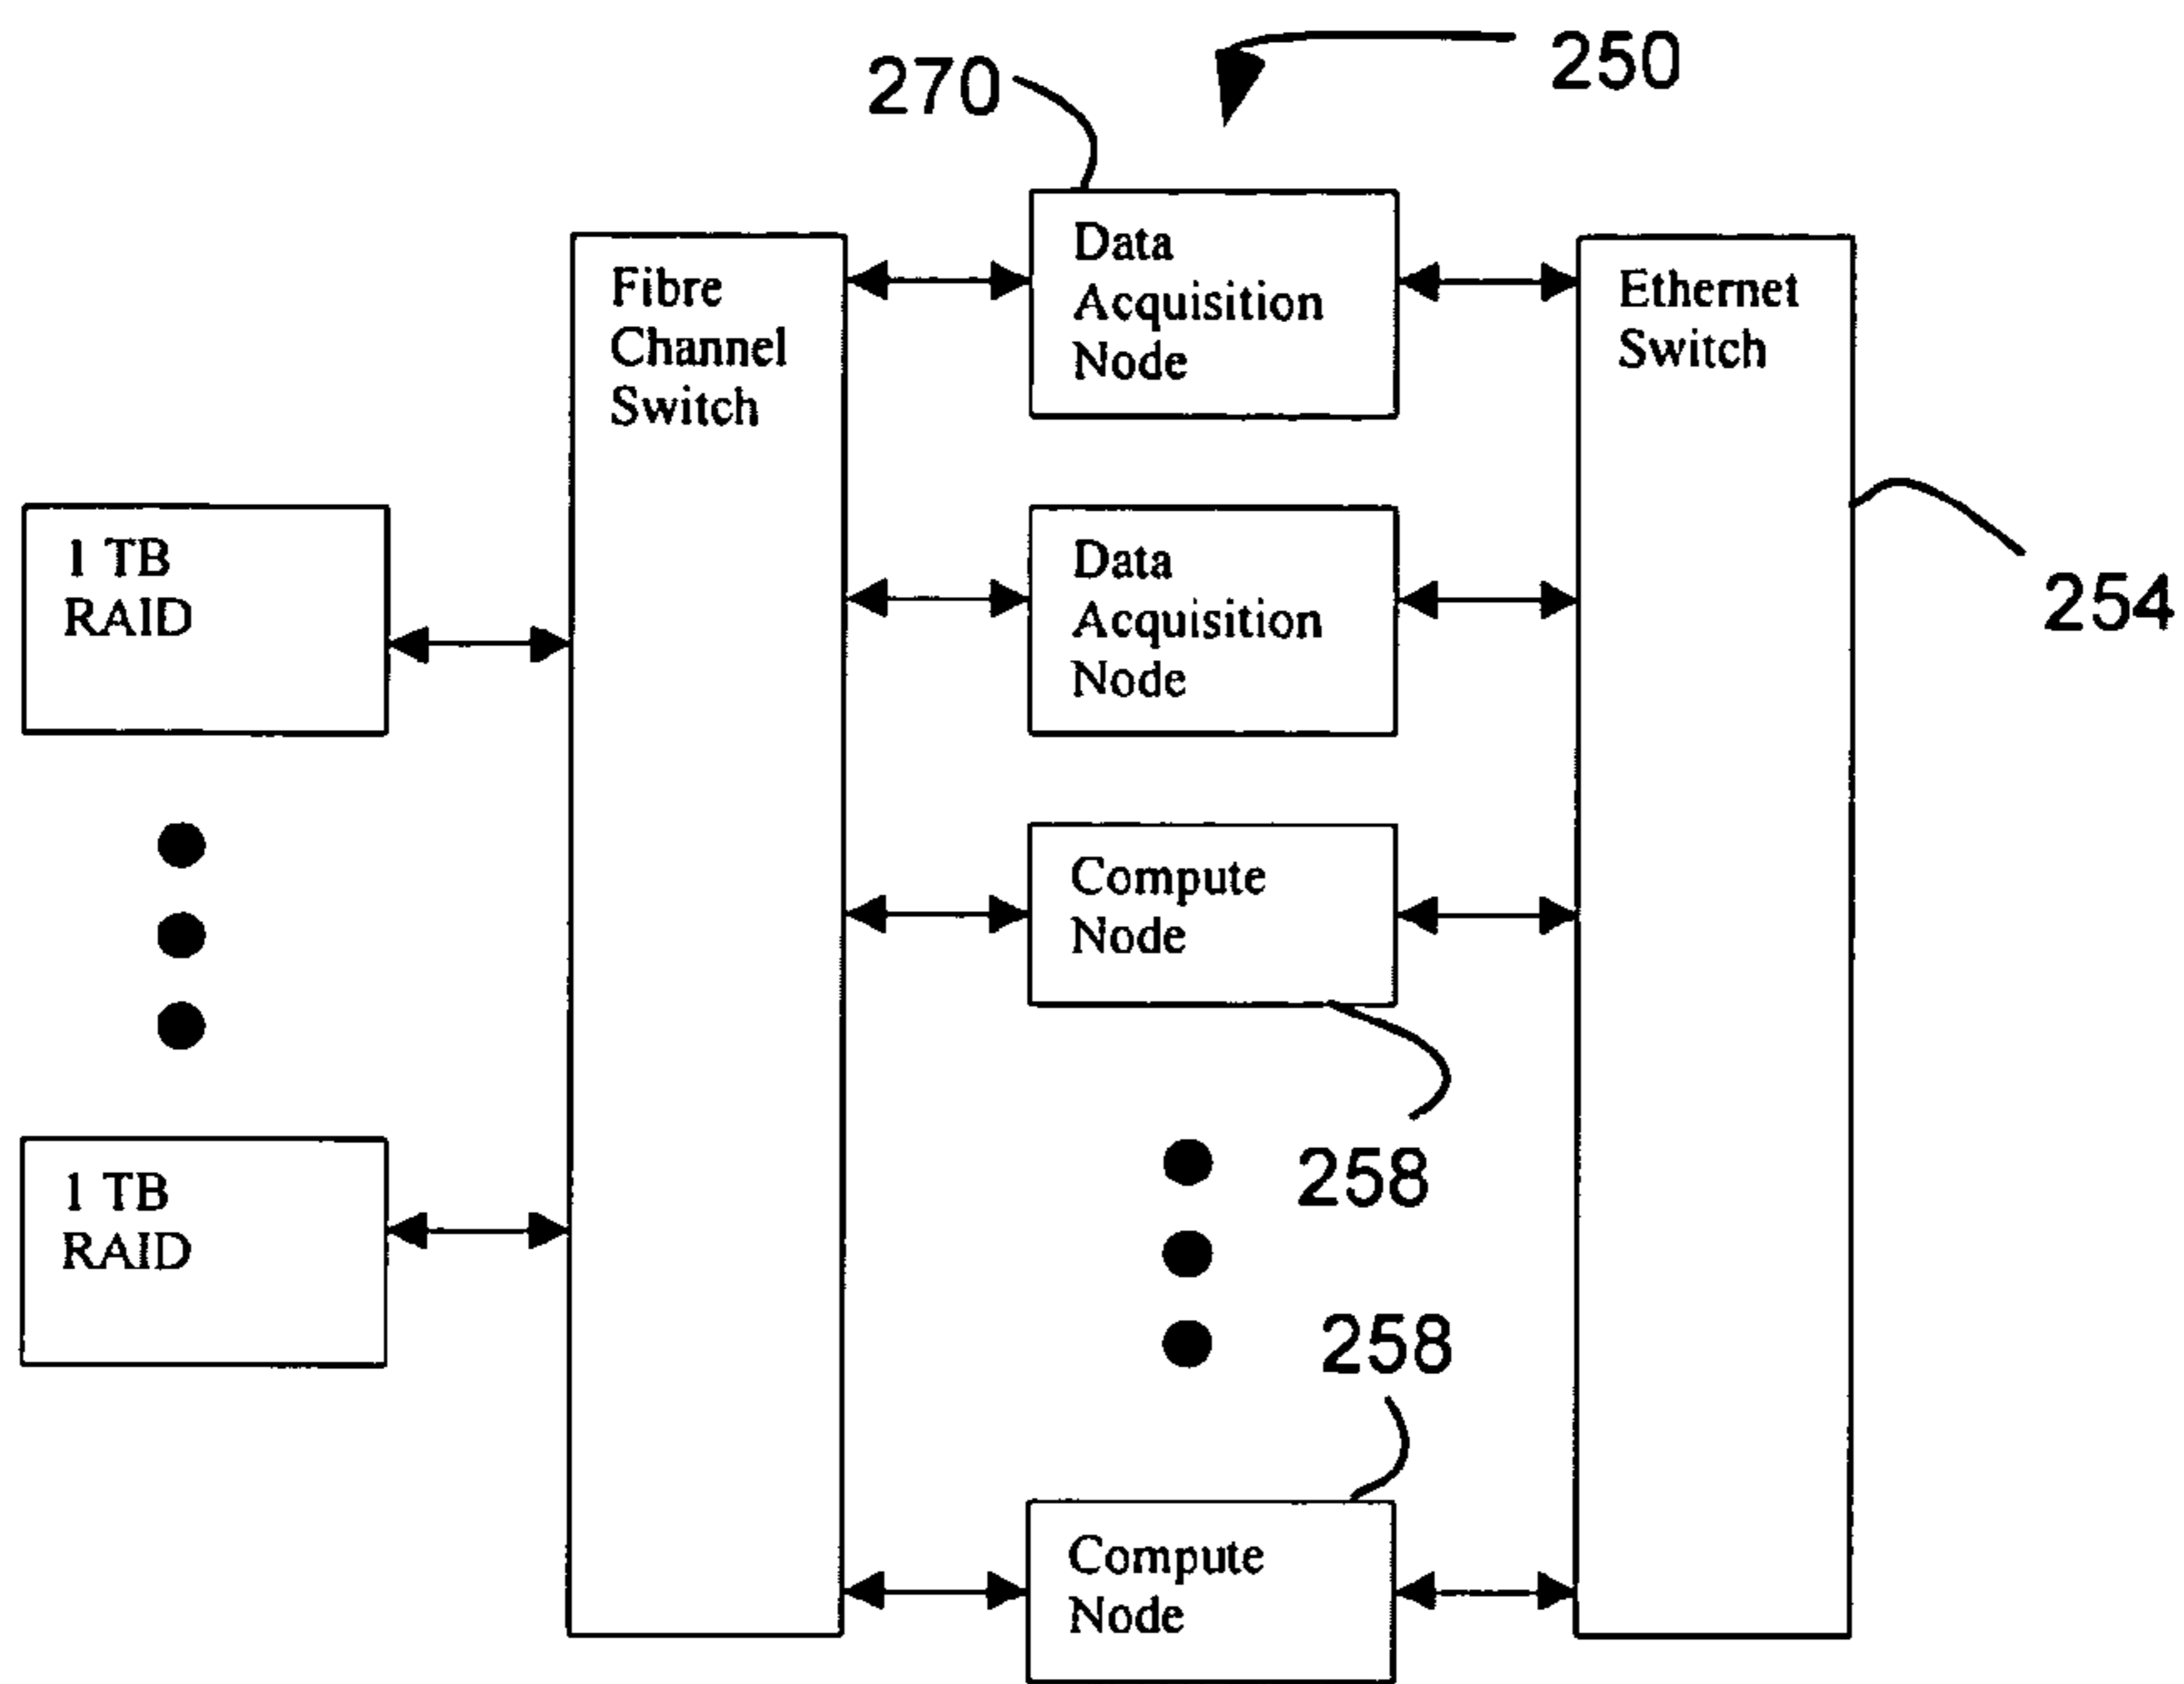 270
250
Fibre
Channel
Switch
Data
Acquisition
Node
Ethernet
Switch
1 TB
RAID
Data
Acquisition
Node
254
Compute
Node
258
1 TB
RAID
258
Compute
Node